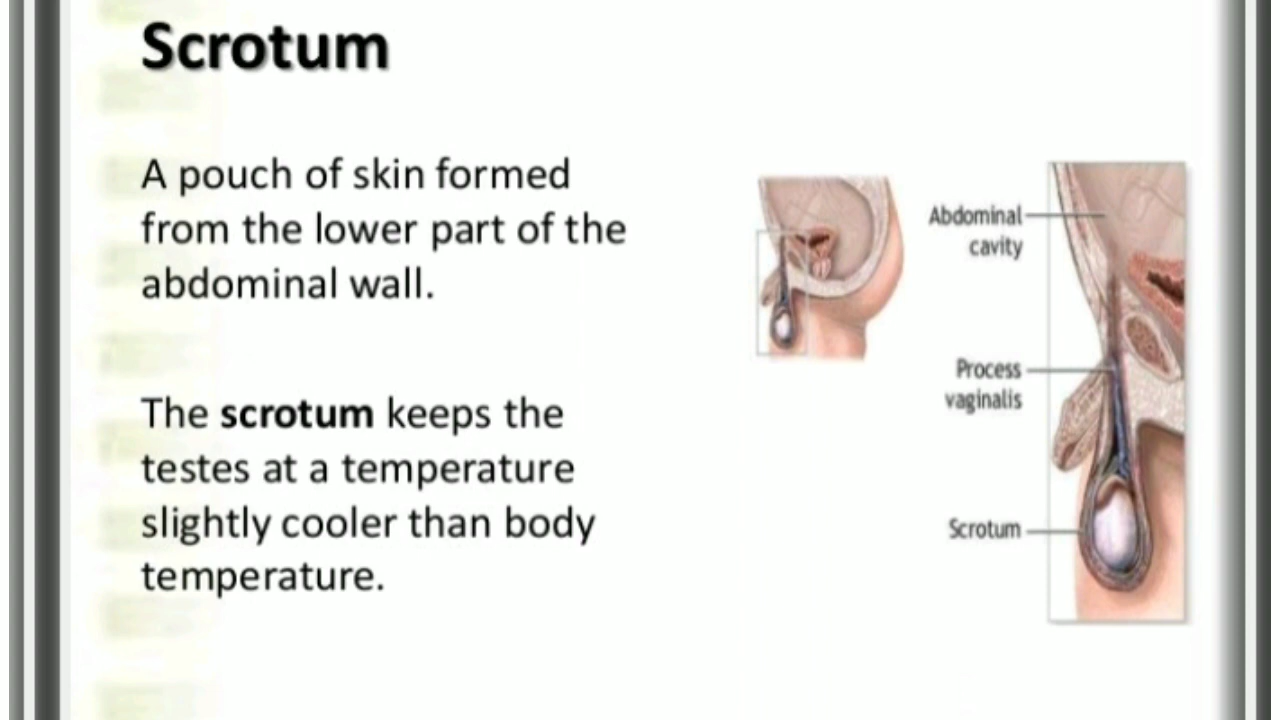 Scrotum
A pouch of skin formed
from the lower part of the
abdominal wall.
The scrotum keeps the
testes at a temperature
slightly cooler than body
temperature.
Abdominal
cavity
Process
vaginalis
Scrotum